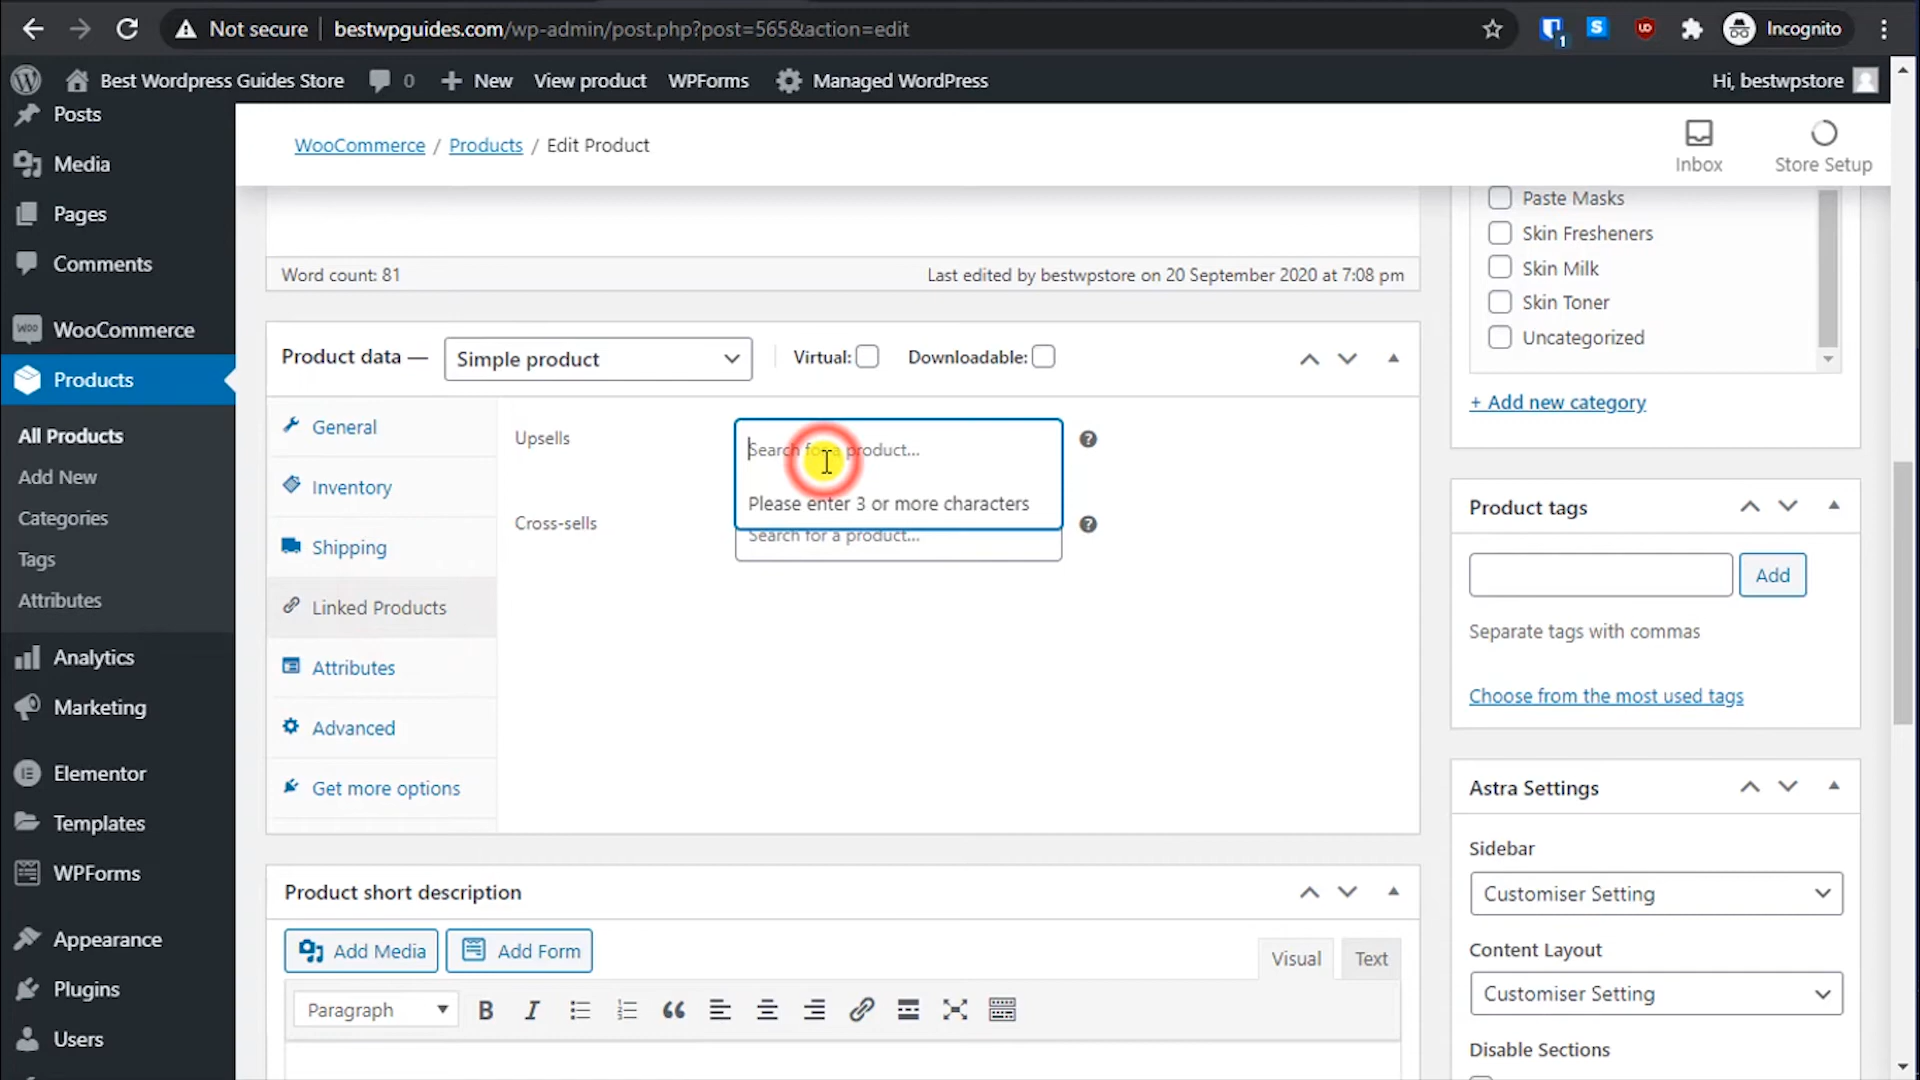 Not secure | bestwpguides.com/wp-admin/post.php?post=565&action=edit
1
S
UD
Incognito
Best Wordpress Guides Store
0
New
View product
WPForms
Managed WordPress
Hi, bestwpstore
Posts
Media
Pages
Comments
WooCommerce
Products
All Products
Add New
Categories
Tags
Attributes
Analytics
Marketing
Elementor
Templates
WPForms
Appearance
Plugins
Users
WooCommerce / Products / Edit Product
Inbox
Store Setup
Word count: 81
Last edited by bestwpstore on 20 September 2020 at 7:08 pm
Product data —
Simple product
Virtual:
Downloadable:
General
Inventory
Shipping
Linked Products
Attributes
Advanced
Get more options
Upsells
Search for a product...
Please enter 3 or more characters
Cross-sells
Search for a product...
Product short description
Add Media
Add Form
Visual
Text
Paragraph
B
I
Paste Masks
Skin Fresheners
Skin Milk
Skin Toner
Uncategorized
+ Add new category
Product tags
Add
Separate tags with commas
Choose from the most used tags
Astra Settings
Sidebar
Customiser Setting
Content Layout
Customiser Setting
Disable Sections